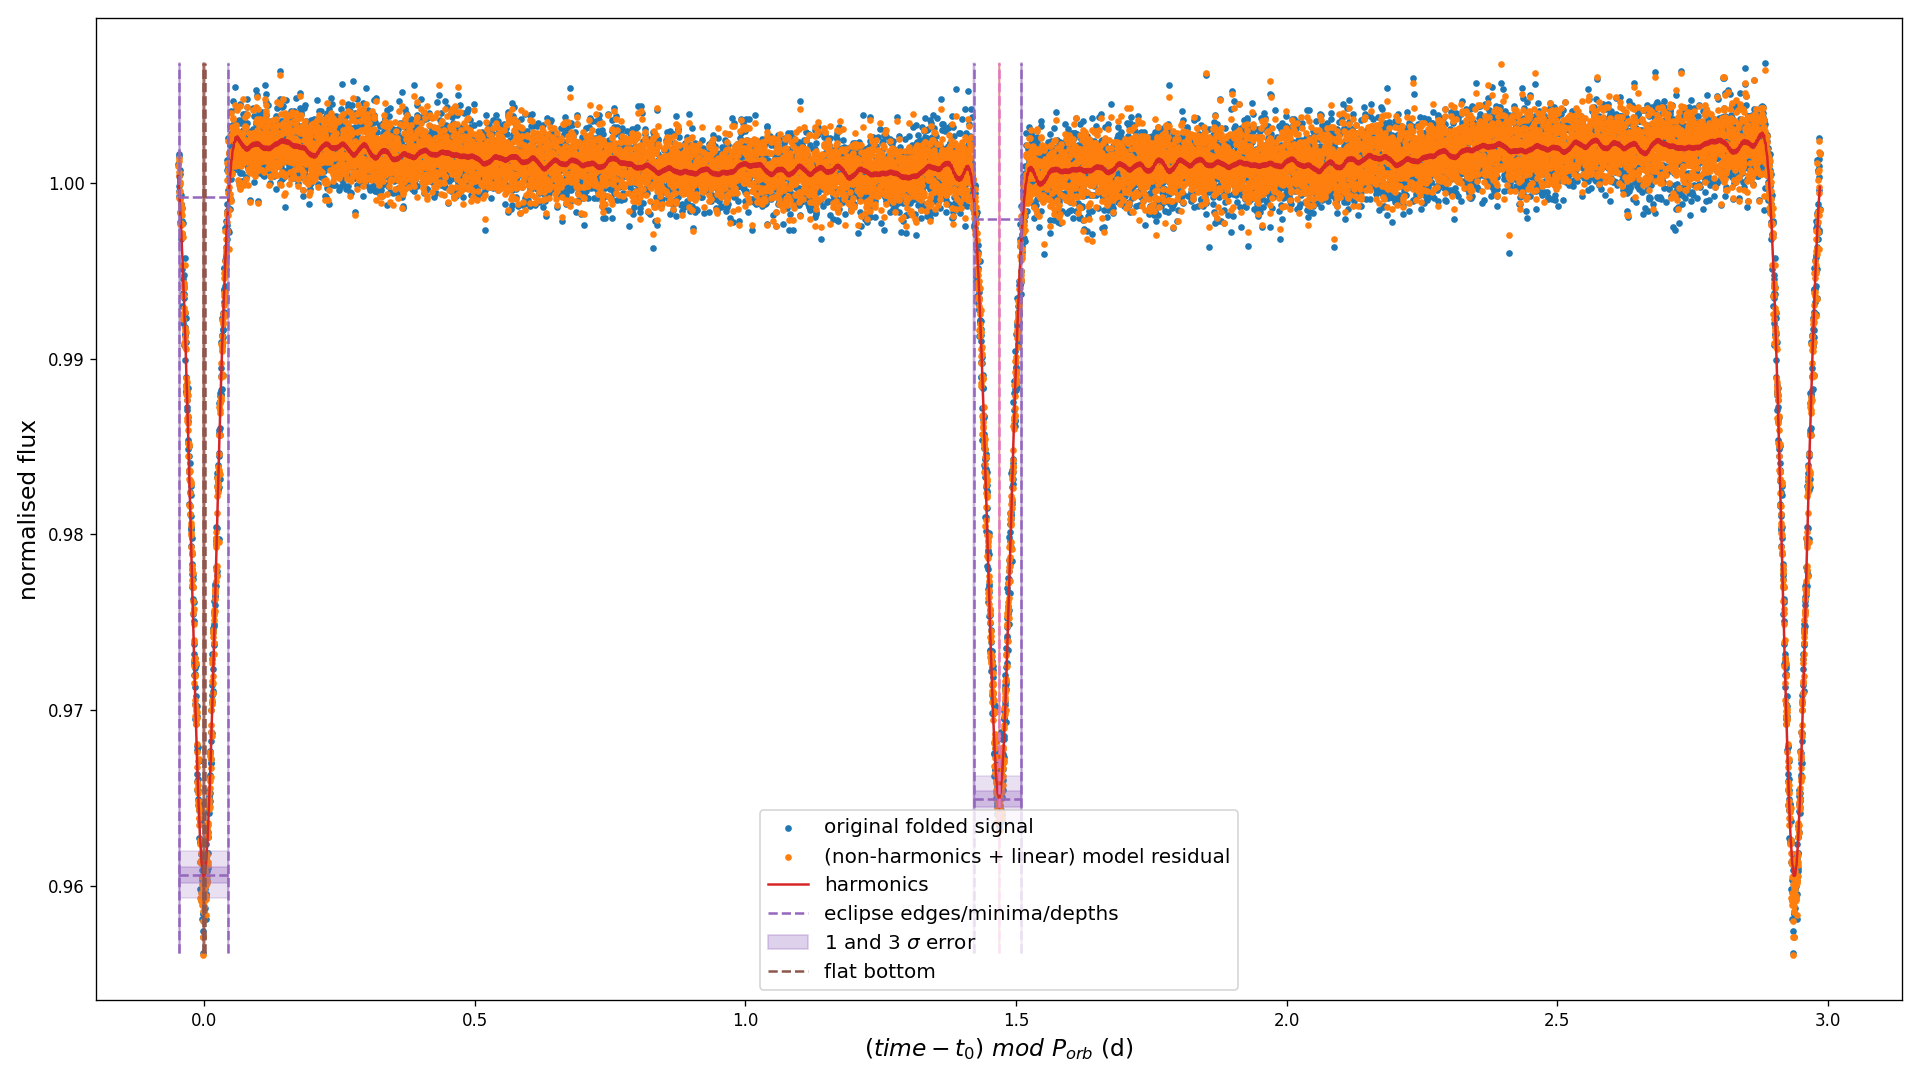 normalised flux
1.00
0.99
0.98
0.97
0.96
original folded signal
(non-harmonics + linear) model residual
harmonics
eclipse edges/minima/depths
1 and 3 σ error
flat bottom
0.0 0.5 1.0 1.5 2.0 2.5 3.0
(time − t₀) mod Pₒᵣb (d)